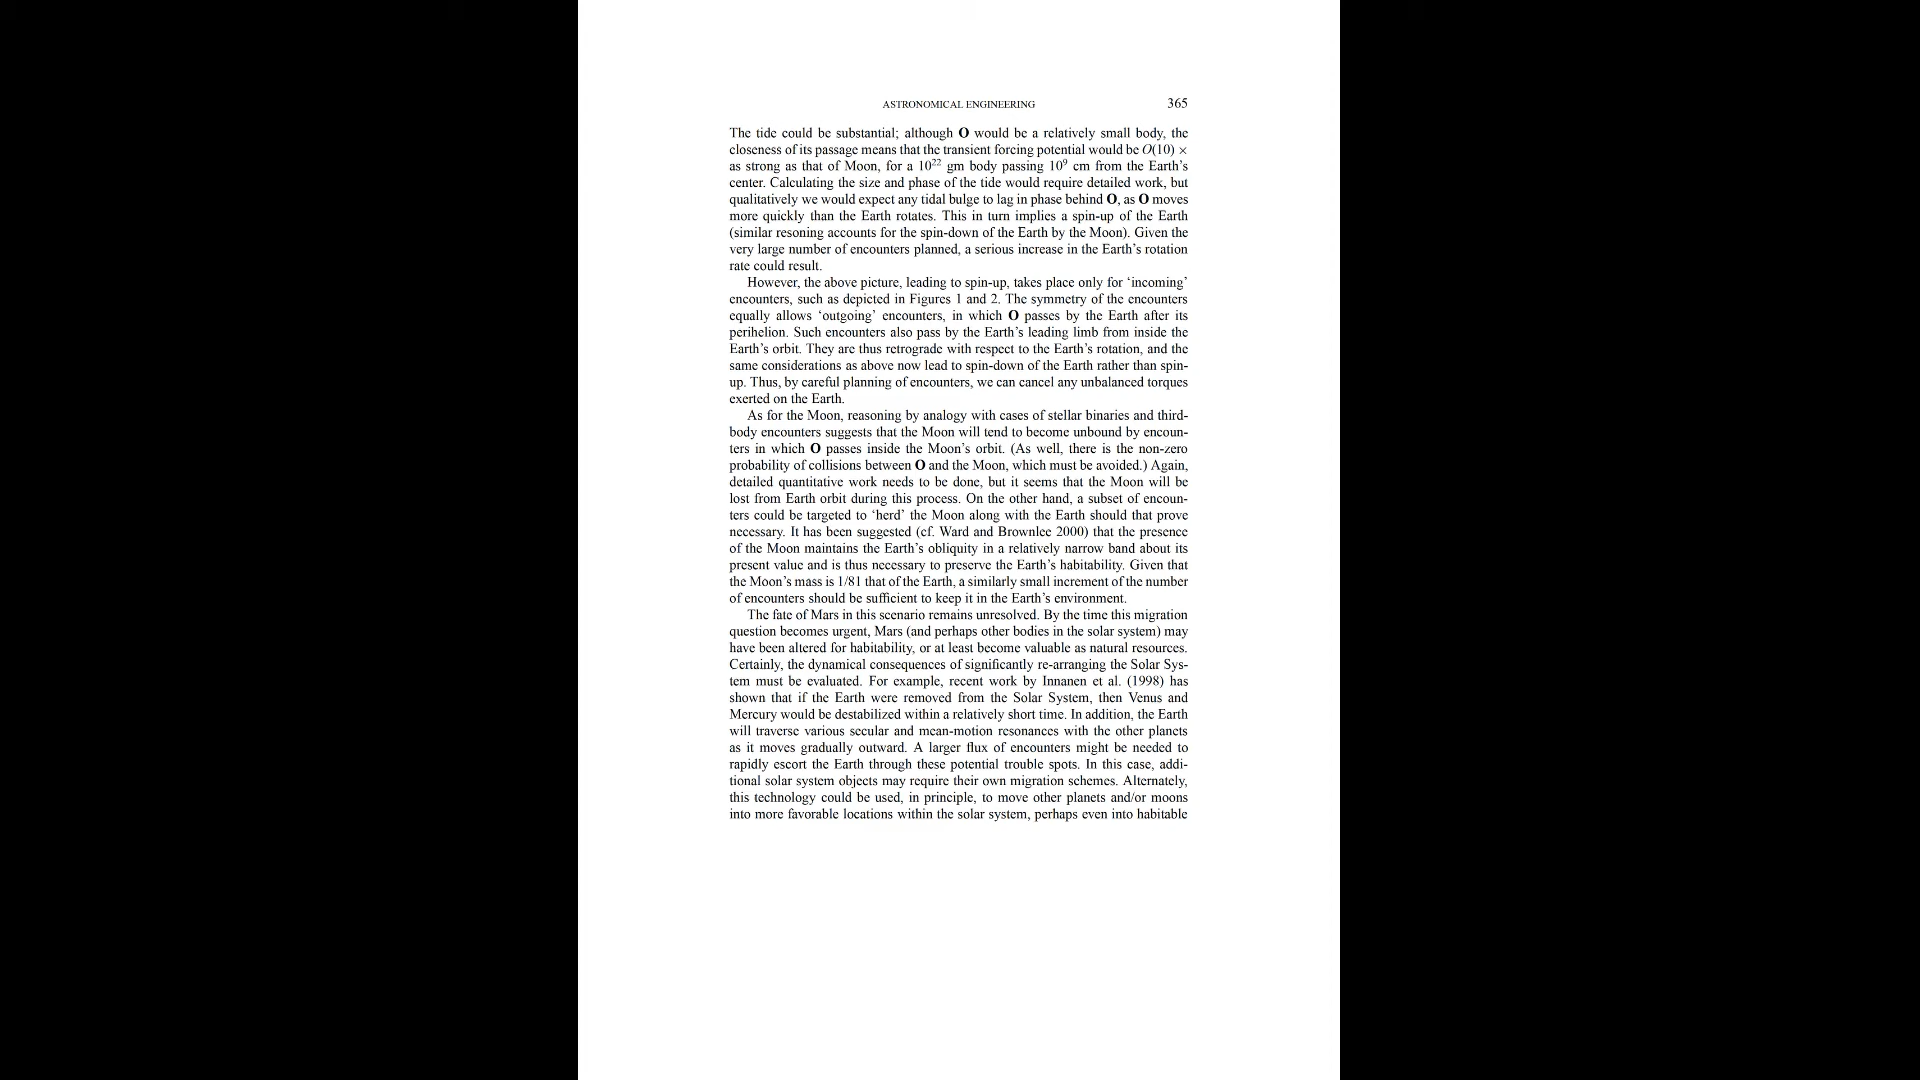 ASTRONOMICAL ENGINEERING 365
The tide could be substantial; although O would be a relatively small body, the
closeness of its passage means that the transient forcing potential would be O(10) ×
as strong as that of Moon, for a 10²² gm body passing 10⁹ cm from the Earth's
center. Calculating the size and phase of the tide would require detailed work, but
qualitatively we would expect any tidal bulge to lag in phase behind O, as O moves
more quickly than the Earth rotates. This in turn implies a spin-up of the Earth
(similar resoning accounts for the spin-down of the Earth by the Moon). Given the
very large number of encounters planned, a serious increase in the Earth's rotation
rate could result.
However, the above picture, leading to spin-up, takes place only for ‘incoming’
encounters, such as depicted in Figures 1 and 2. The symmetry of the encounters
equally allows ‘outgoing’ encounters, in which O passes by the Earth after its
perihelion. Such encounters also pass by the Earth's leading limb from inside the
Earth's orbit. They are thus retrograde with respect to the Earth's rotation, and the
same considerations as above now lead to spin-down of the Earth rather than spin-
up. Thus, by careful planning of encounters, we can cancel any unbalanced torques
exerted on the Earth.
As for the Moon, reasoning by analogy with cases of stellar binaries and third-
body encounters suggests that the Moon will tend to become unbound by encoun-
ters in which O passes inside the Moon's orbit. (As well, there is the non-zero
probability of collisions between O and the Moon, which must be avoided.) Again,
detailed quantitative work needs to be done, but it seems that the Moon will be
lost from Earth orbit during this process. On the other hand, a subset of encoun-
ters could be targeted to ‘herd’ the Moon along with the Earth should that prove
necessary. It has been suggested (cf. Ward and Brownlee 2000) that the presence
of the Moon maintains the Earth's obliquity in a relatively narrow band about its
present value and is thus necessary to preserve the Earth's habitability. Given that
the Moon's mass is 1/81 that of the Earth, a similarly small increment of the number
of encounters should be sufficient to keep it in the Earth's environment.
The fate of Mars in this scenario remains unresolved. By the time this migration
question becomes urgent, Mars (and perhaps other bodies in the solar system) may
have been altered for habitability, or at least become valuable as natural resources.
Certainly, the dynamical consequences of significantly re-arranging the Solar Sys-
tem must be evaluated. For example, recent work by Innanen et al. (1998) has
shown that if the Earth were removed from the Solar System, then Venus and
Mercury would be destabilized within a relatively short time. In addition, the Earth
will traverse various secular and mean-motion resonances with the other planets
as it moves gradually outward. A larger flux of encounters might be needed to
rapidly escort the Earth through these potential trouble spots. In this case, addi-
tional solar system objects may require their own migration schemes. Alternately,
this technology could be used, in principle, to move other planets and/or moons
into more favorable locations within the solar system, perhaps even into habitable